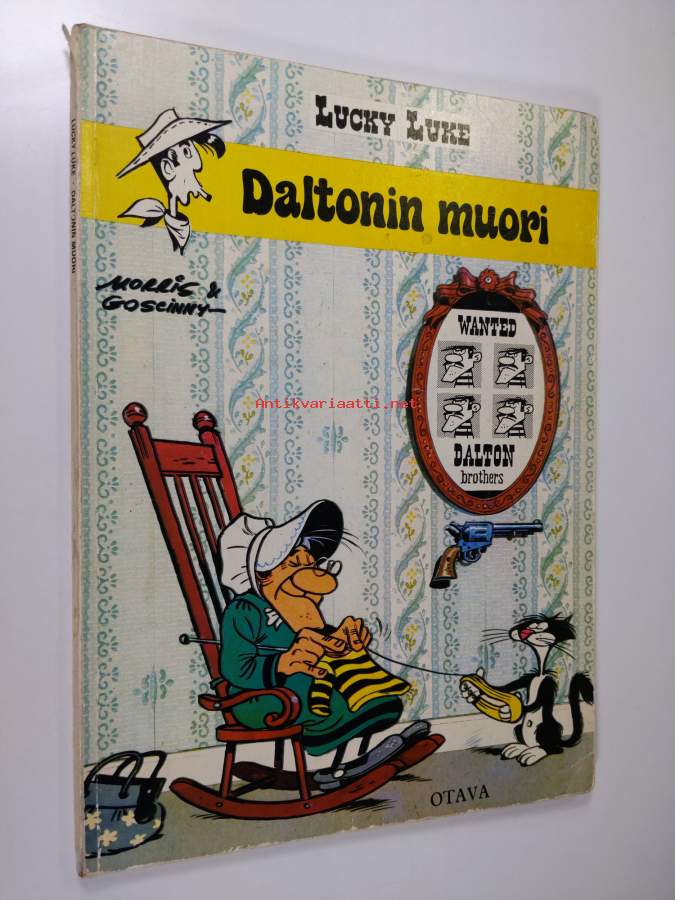 LUCKY LUKE
Daltonin muori
MORRIS &
GOSCINNY
WANTED
DALTON
brothers
OTAVA
LUCKY LUKE - DALTONIN MUORI
Antikvariaatti.net